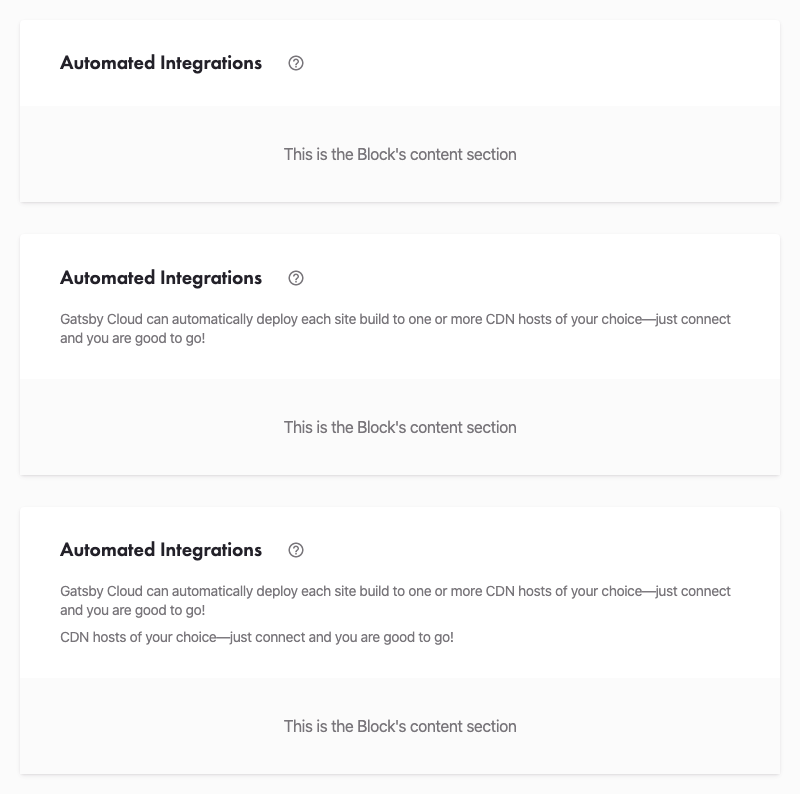 Automated Integrations
This is the Block's content section
Automated Integrations
Gatsby Cloud can automatically deploy each site build to one or more CDN hosts of your choice—just connect
and you are good to go!
This is the Block's content section
Automated Integrations
Gatsby Cloud can automatically deploy each site build to one or more CDN hosts of your choice—just connect
and you are good to go!
CDN hosts of your choice—just connect and you are good to go!
This is the Block's content section